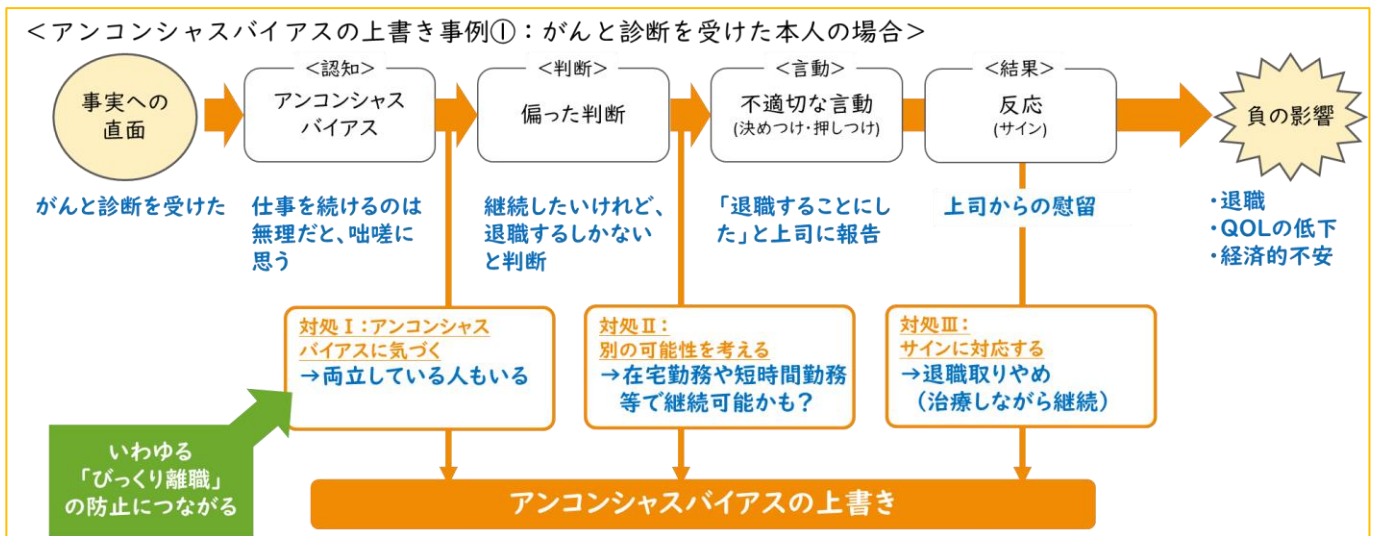 ＜アンコンシャスバイアスの上書き事例①：がんと診断を受けた本人の場合＞
事実への
直面
＜認知＞
アンコンシャス
バイアス
＜判断＞
偏った判断
＜言動＞
不適切な言動
(決めつけ・押しつけ)
＜結果＞
反応
(サイン)
負の影響
がんと診断を受けた
仕事を続けるのは
無理だと、咄嗟に
思う
継続したいけれど、
退職するしかない
と判断
「退職することにし
た」と上司に報告
上司からの慰留
・退職
・QOLの低下
・経済的不安
対処Ⅰ：アンコンシャス
バイアスに気づく
→両立している人もいる
対処Ⅱ：
別の可能性を考える
→在宅勤務や短時間勤務
等で継続可能かも？
対処Ⅲ：
サインに対応する
→退職取りやめ
（治療しながら継続）
いわゆる
「びっくり離職」
の防止につながる
アンコンシャスバイアスの上書き